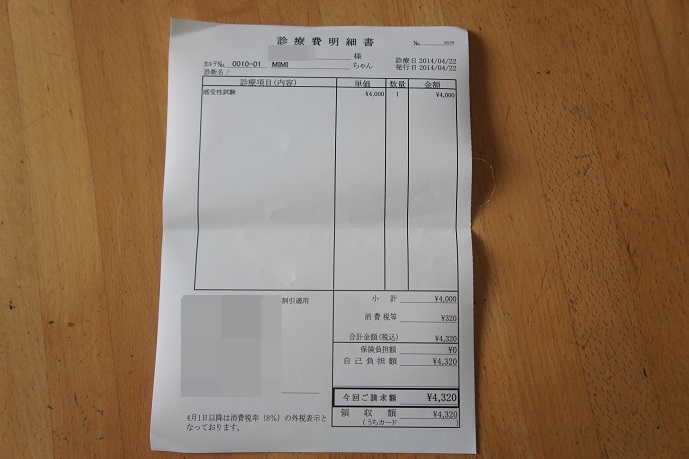 診療費明細書
№
様
診療日 2014/04/22
ｶﾙﾃ№ 0010-01 MIMI ちゃん
発行日 2014/04/22
診断名 /
診療項目(内容) 単価 数量 金額
感受性試験 ¥4,000 1 ¥4,000
割引適用
小計 ¥4,000
消費税等 ¥320
合計金額(税込) ¥4,320
保険負担額 ¥0
自己負担額 ¥4,320
今回ご請求額 ¥4,320
領収額 ¥4,320
(うちカード )
4月1日以降は消費税率(8%)の外税表示と
なっております。